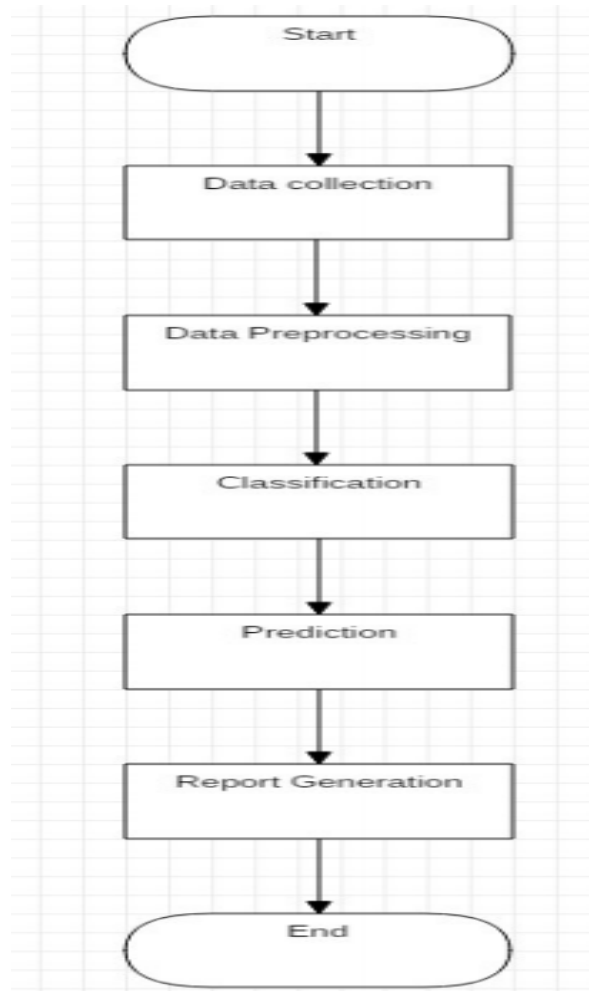 Start
Data collection
Data Preprocessing
Classification
Prediction
Report Generation
End